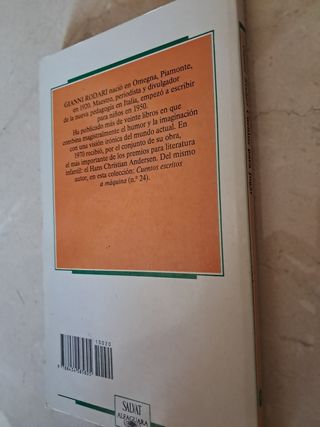 GIANNI RODARI nació en Omegna, Piamonte,
en 1920. Maestro, periodista y divulgador
de la nueva pedagogía en Italia, empezó a escribir
para niños en 1950.
Ha publicado más de veinte libros en que
combina magistralmente el humor y la imaginación
con una visión irónica del mundo actual. En
1970 recibió, por el conjunto de su obra,
el más importante de los premios para literatura
infantil: el Hans Christian Andersen. Del mismo
autor, en esta colección: Cuentos escritos
a máquina (n.º 24).
10020
SALVAT
ALFAGUARA